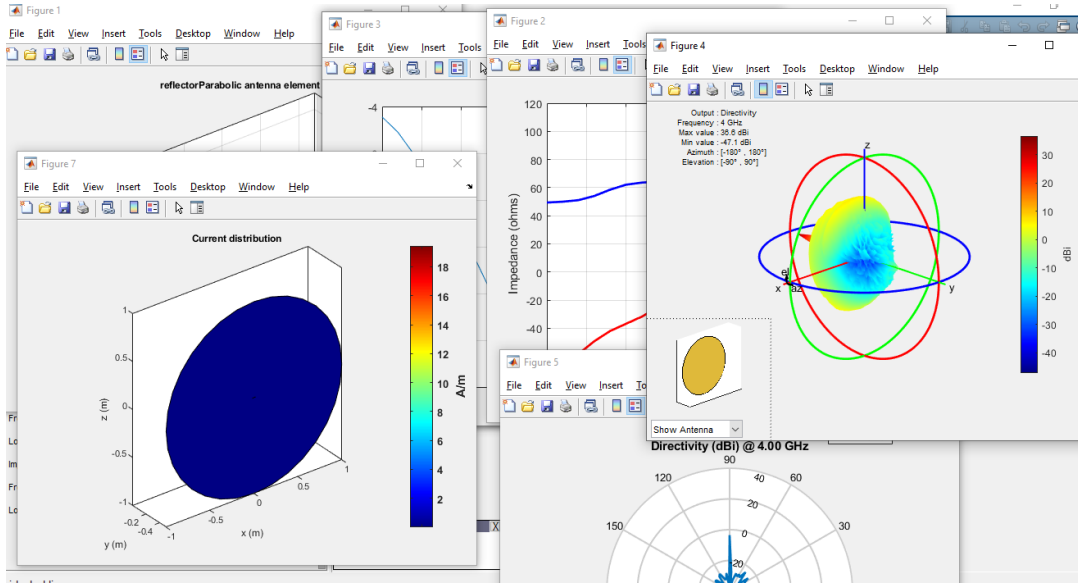 Figure 1
File Edit View Insert Tools Desktop Window Help
reflectorParabolic antenna element
Figure 3
File Edit View Insert Tools
-4
Figure 2
File Edit View Insert Tools
120
100
80
60
40
20
0
-20
-40
Impedance (ohms)
Figure 4
File Edit View Insert Tools Desktop Window Help
Output : Directivity
Frequency : 4 GHz
Max value : 36.6 dBi
Min value : -47.1 dBi
Azimuth : [-180° , 180°]
Elevation : [-90° , 90°]
z
el
x az
y
30
20
10
0
-10
-20
-30
-40
dBi
Show Antenna
Figure 7
File Edit View Insert Tools Desktop Window Help
Current distribution
1
0.5
0
-0.5
-1
z (m)
-0.2
-0.4
y (m)
-1
-0.5
0
0.5
1
x (m)
18
16
14
12
10
8
6
4
2
A/m
Fr
Lo
Im
Fr
Lo
X
Figure 5
File Edit View Insert To
Directivity (dBi) @ 4.00 GHz
90
120
60
40
20
150
0
30
-20